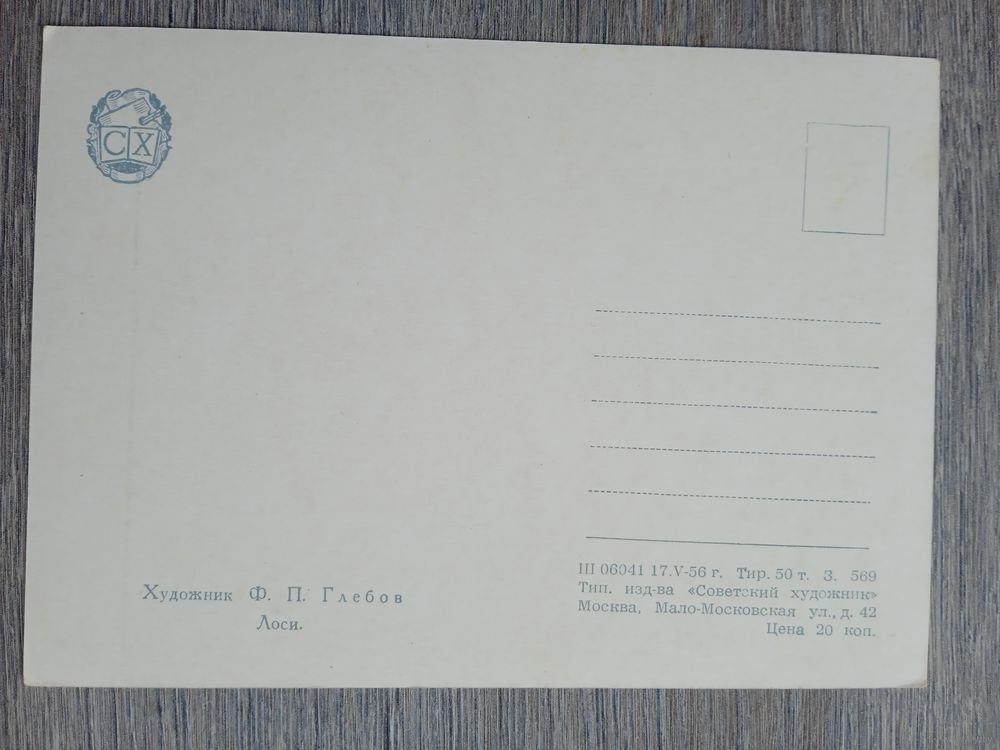 СХ
Художник Ф. П. Глебов
Лоси.
Ш 06041 17.V-56 г. Тир. 50 т. З. 569
Тип. изд-ва «Советский художник»
Москва, Мало-Московская ул., д. 42
Цена 20 коп.